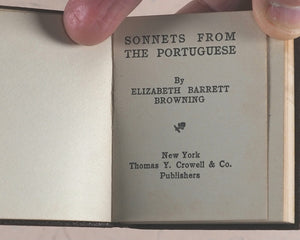 SONNETS FROM
THE PORTUGUESE
By
ELIZABETH BARRETT
BROWNING
New York
Thomas Y. Crowell & Co.
Publishers